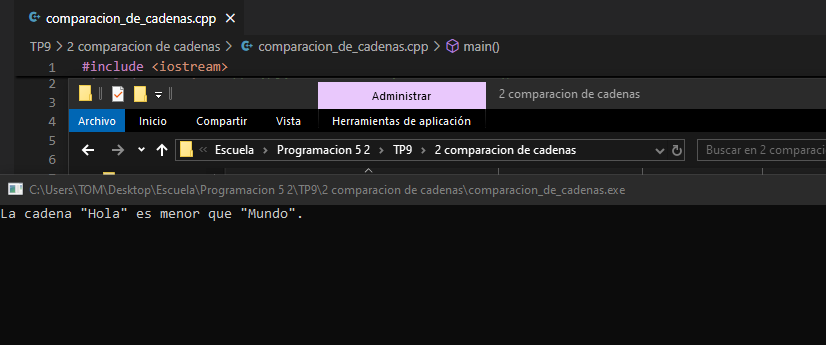 comparacion_de_cadenas.cpp ×
TP9 > 2 comparacion de cadenas > comparacion_de_cadenas.cpp > main()
1 #include <iostream>
2
3
4
5
6
7
Administrar 2 comparacion de cadenas
Archivo Inicio Compartir Vista Herramientas de aplicación
« Escuela > Programacion 5 2 > TP9 > 2 comparacion de cadenas Buscar en 2 comparaci
C:\Users\TOM\Desktop\Escuela\Programacion 5 2\TP9\2 comparacion de cadenas\comparacion_de_cadenas.exe
La cadena "Hola" es menor que "Mundo".